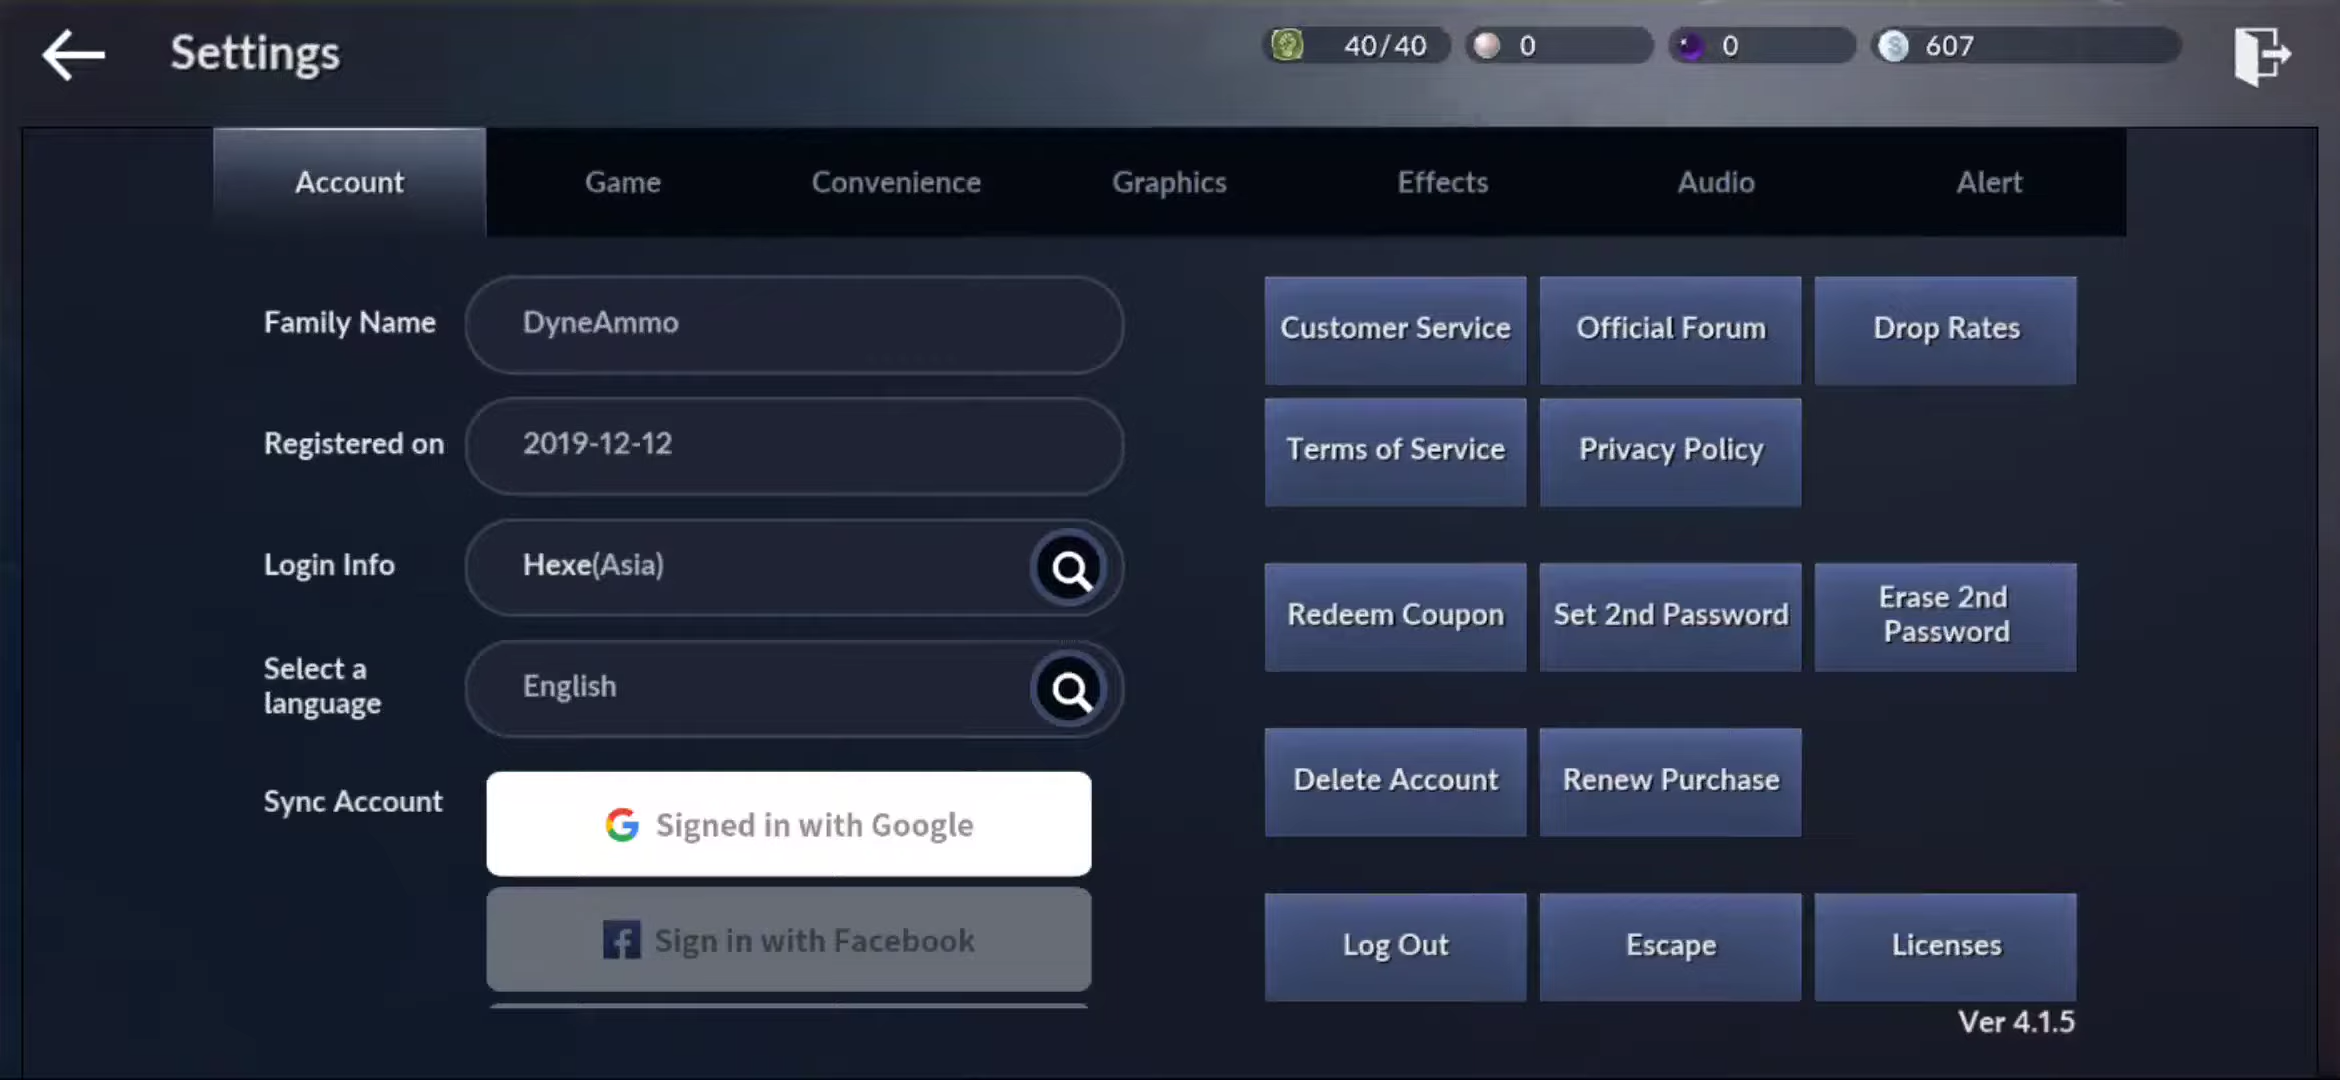 Settings
40/40
0
0
607
Account
Game
Convenience
Graphics
Effects
Audio
Alert
Family Name
DyneAmmo
Registered on
2019-12-12
Login Info
Hexe(Asia)
Select a
language
English
Sync Account
Signed in with Google
Sign in with Facebook
Customer Service
Official Forum
Drop Rates
Terms of Service
Privacy Policy
Redeem Coupon
Set 2nd Password
Erase 2nd
Password
Delete Account
Renew Purchase
Log Out
Escape
Licenses
Ver 4.1.5